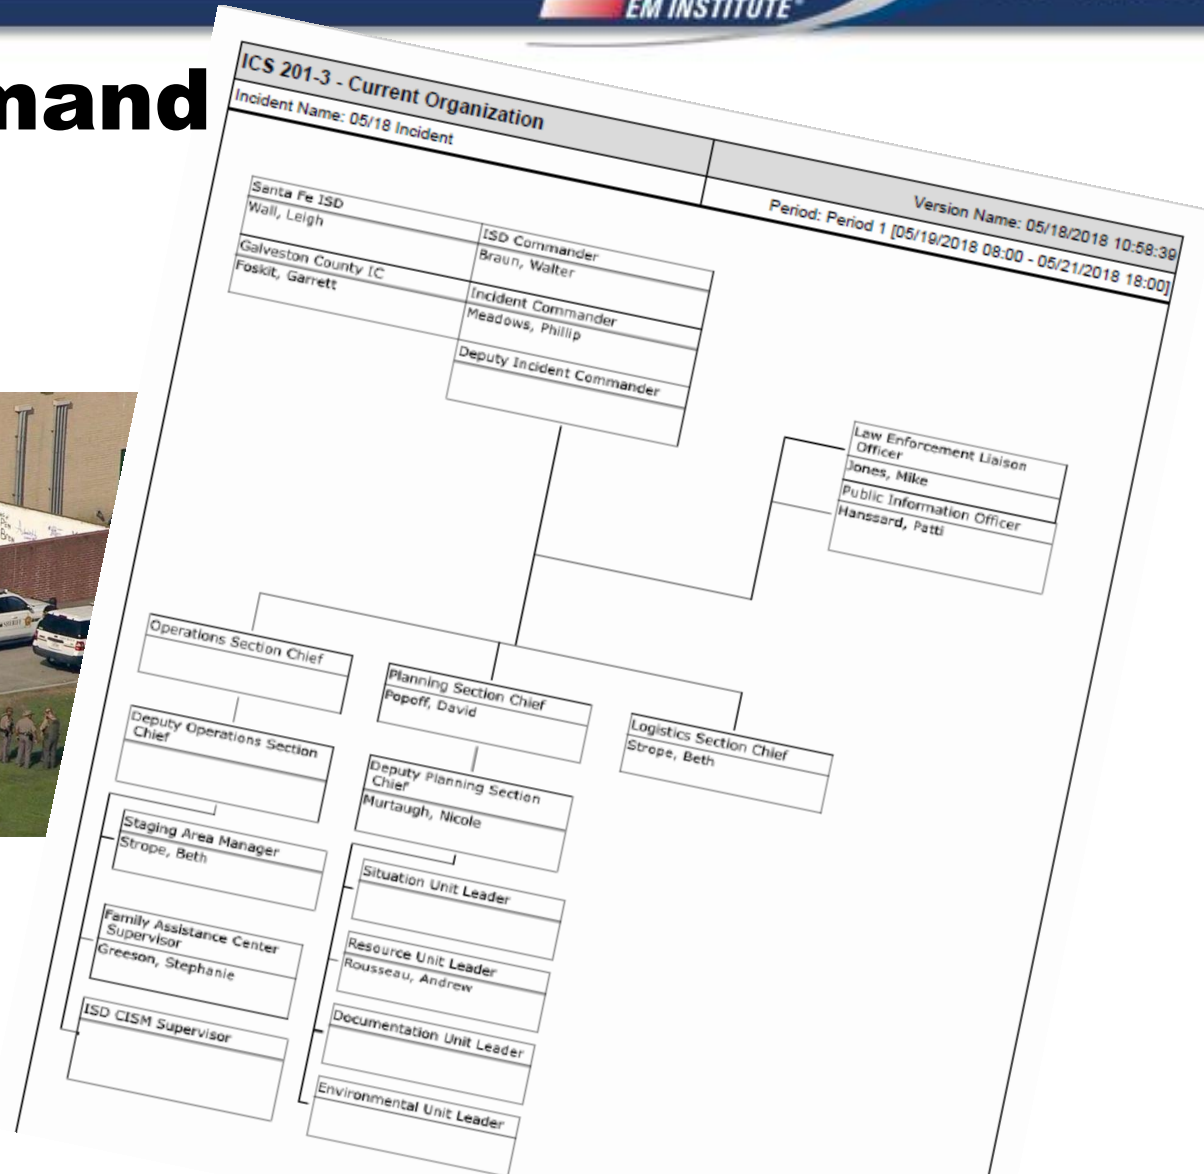 EM INSTITUTE®
mand
ICS 201-3 - Current Organization
Incident Name: 05/18 Incident
Version Name: 05/18/2018 10:58:39
Period: Period 1 [05/19/2018 08:00 - 05/21/2018 18:00]
Santa Fe ISD
Wall, Leigh
Galveston County IC
Foskit, Garrett
ISD Commander
Braun, Walter
Incident Commander
Meadows, Phillip
Deputy Incident Commander
Law Enforcement Liaison
Officer
Jones, Mike
Public Information Officer
Hanssard, Patti
Operations Section Chief
Deputy Operations Section
Chief
Staging Area Manager
Strope, Beth
Family Assistance Center
Supervisor
Greeson, Stephanie
ISD CISM Supervisor
Planning Section Chief
Popoff, David
Deputy Planning Section
Chief
Murtaugh, Nicole
Situation Unit Leader
Resource Unit Leader
Rousseau, Andrew
Documentation Unit Leader
Environmental Unit Leader
Logistics Section Chief
Strope, Beth
SHERIFF